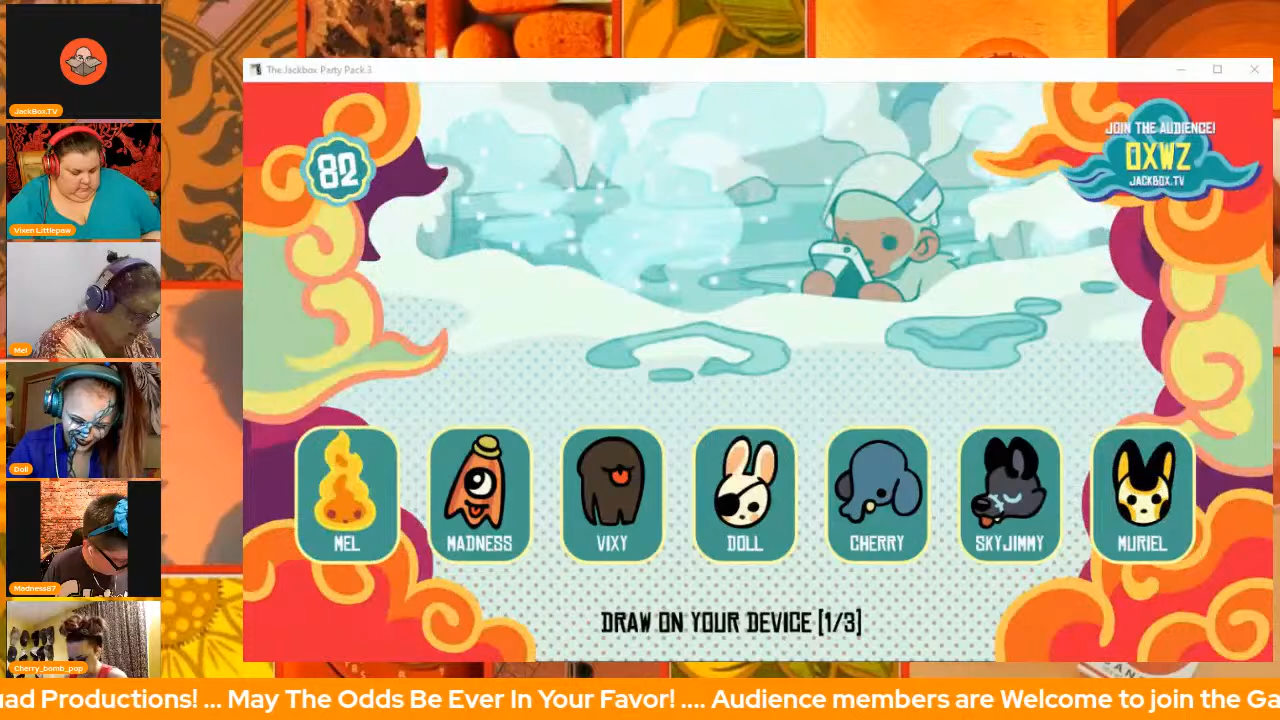 JackBox.TV
Vixen Littlepaw
Mel
Doll
Madness87
Cherry_bomb_pop
The Jackbox Party Pack 3
82
JOIN THE AUDIENCE!
OXWZ
JACKBOX.TV
MEL
MADNESS
VIXY
DOLL
CHERRY
SKYJIMMY
MURIEL
DRAW ON YOUR DEVICE [1/3]
uad Productions! ... May The Odds Be Ever In Your Favor! .... Audience members are Welcome to join the Ga